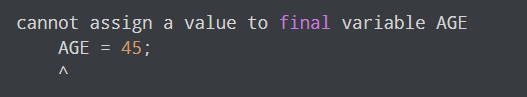 cannot assign a value to final variable AGE
    AGE = 45;
    ^